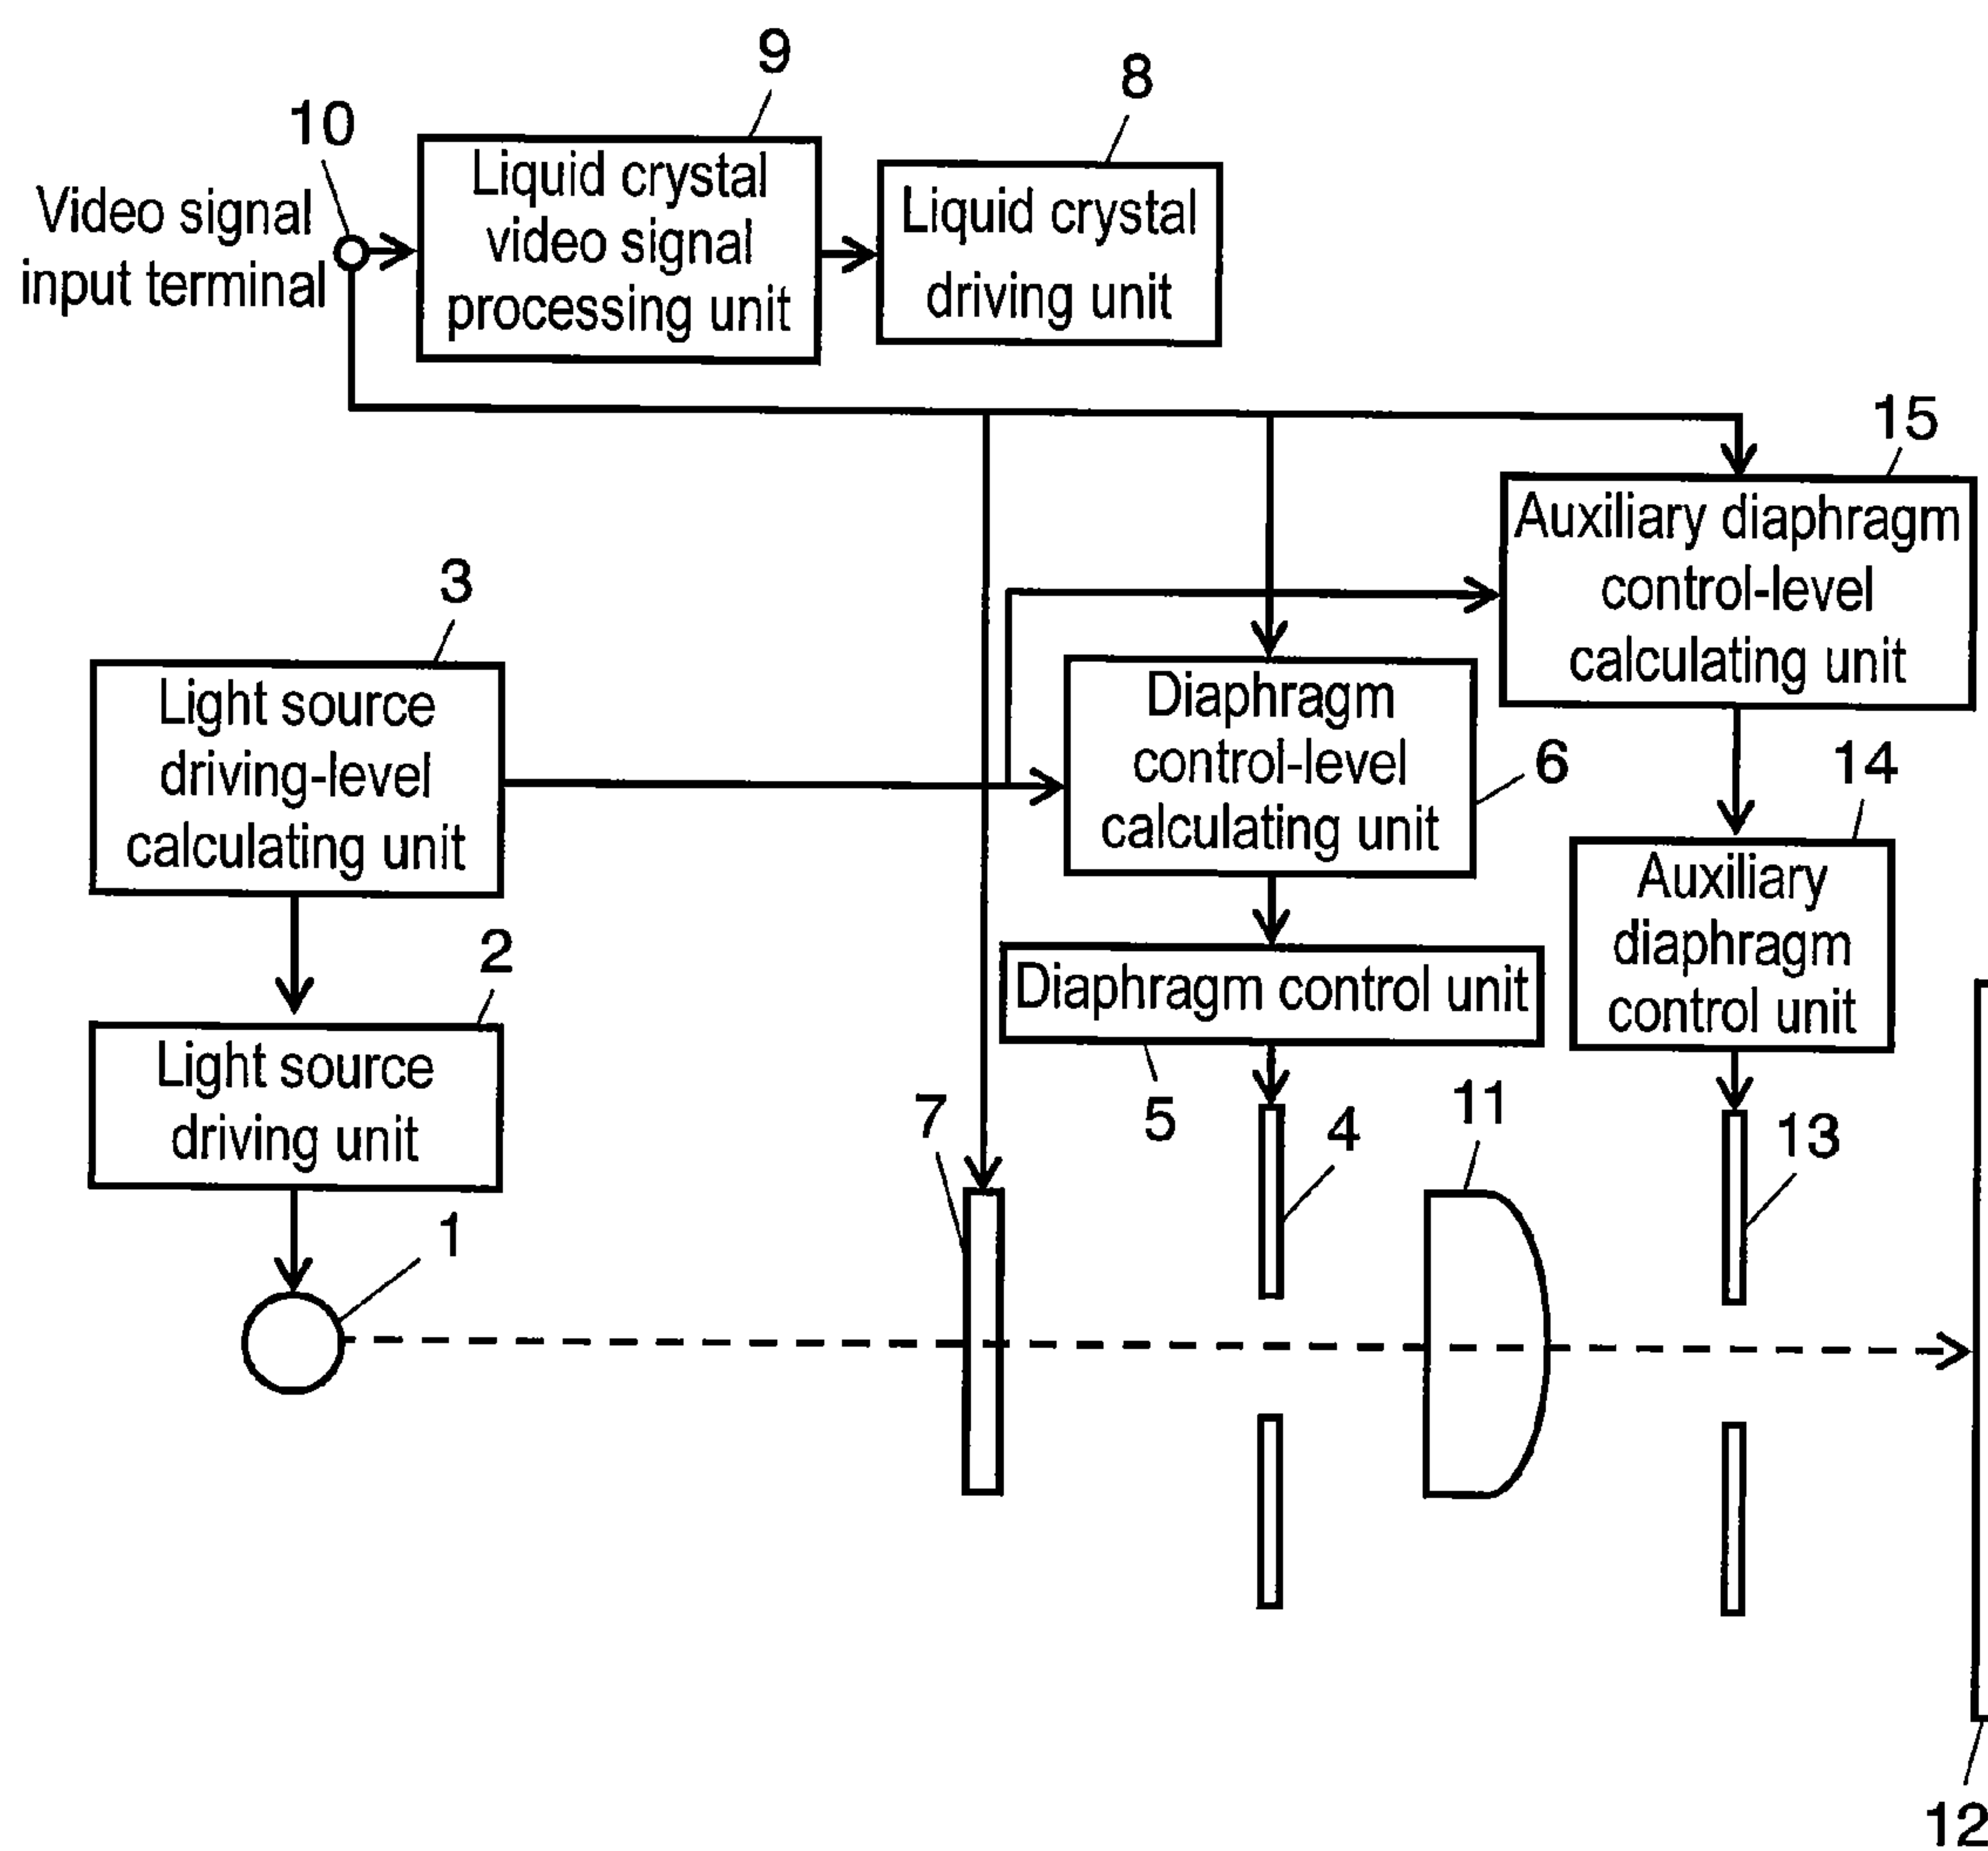 9
8
10
Liquid crystal
video signal
processing unit
Liquid crystal
driving unit
Video signal
input terminal
15
Auxiliary diaphragm
control-level
calculating unit
3
Light source
driving-level
calculating unit
Diaphragm
control-level
calculating unit
6
14
Auxiliary
diaphragm
control unit
2
Diaphragm control unit
Light source
driving unit
5
7
4
11
13
1
12